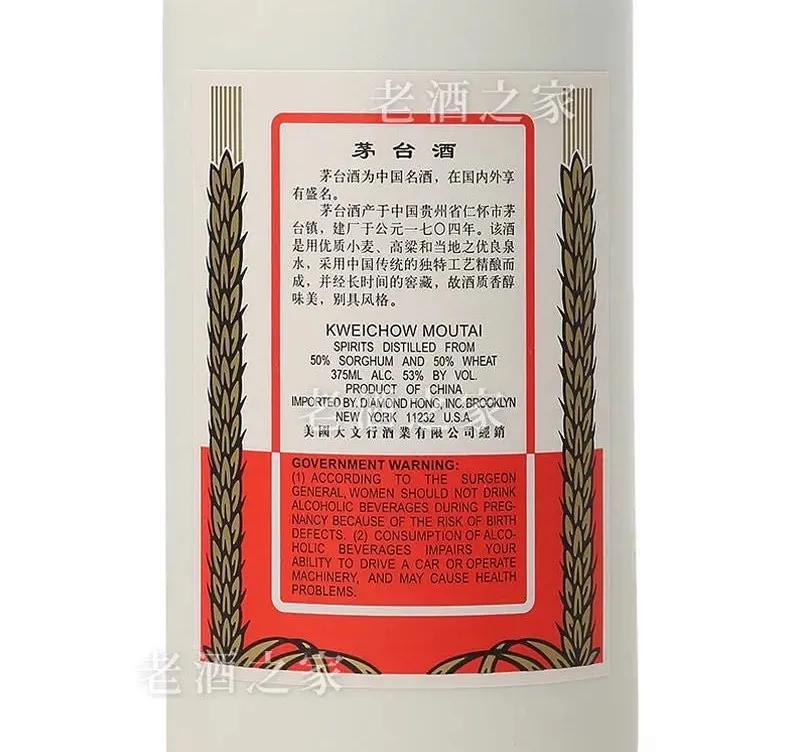 老酒之家
茅台酒
茅台酒为中国名酒，在国内外享
有盛名。
茅台酒产于中国贵州省仁怀市茅
台镇，建厂于公元一七〇四年。该酒
是用优质小麦、高粱和当地之优良泉
水，采用中国传统的独特工艺精酿而
成，并经长时间的窖藏，故酒质香醇
味美，别具风格。
KWEICHOW MOUTAI
SPIRITS DISTILLED FROM
50% SORGHUM AND 50% WHEAT
375ML ALC. 53% BY VOL.
PRODUCT OF CHINA
IMPORTED BY. DIAMOND HONG, INC. BROOKLYN
老酒之家
NEW YORK 11232 U.S.A.
美國大文行酒業有限公司經銷
GOVERNMENT WARNING:
(1) ACCORDING TO THE SURGEON
GENERAL, WOMEN SHOULD NOT DRINK
ALCOHOLIC BEVERAGES DURING PREG-
NANCY BECAUSE OF THE RISK OF BIRTH
DEFECTS. (2) CONSUMPTION OF ALCO-
HOLIC BEVERAGES IMPAIRS YOUR
ABILITY TO DRIVE A CAR OR OPERATE
MACHINERY, AND MAY CAUSE HEALTH
PROBLEMS.
老酒之家